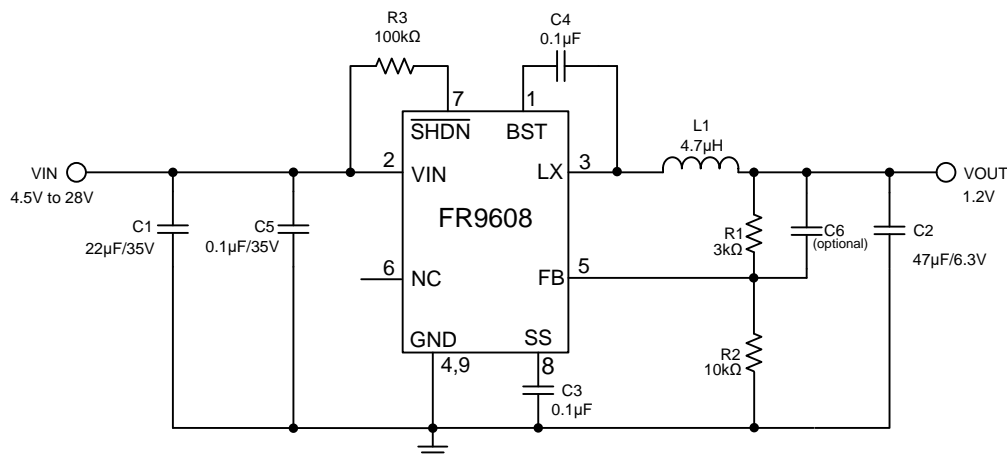 R3
100kΩ
C4
0.1μF
7
1
SHDN
BST
L1
4.7μH
VIN
4.5V to 28V
2
VIN
LX
3
VOUT
1.2V
FR9608
C1
22μF/35V
C5
0.1μF/35V
R1
3kΩ
C6
(optional)
C2
47μF/6.3V
6
NC
FB
5
GND
SS
4,9
8
R2
10kΩ
C3
0.1μF